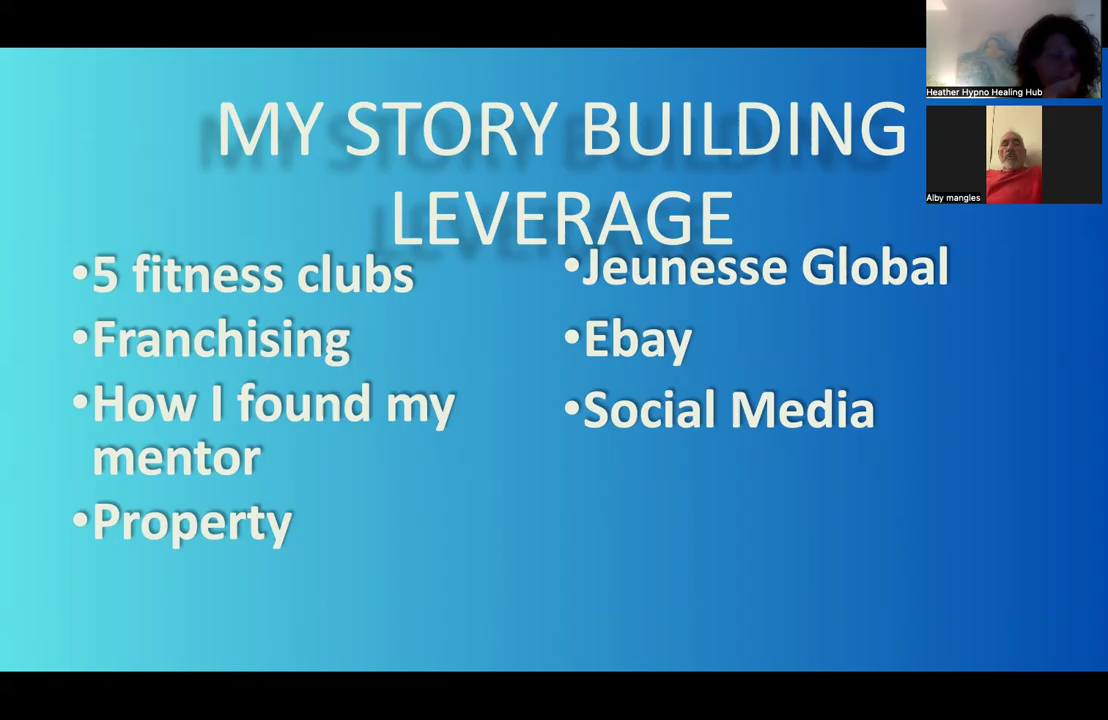 MY STORY BUILDING
LEVERAGE
•5 fitness clubs
•Franchising
•How I found my
mentor
•Property
•Jeunesse Global
•Ebay
•Social Media
Heather Hypno Healing Hub
Alby mangles